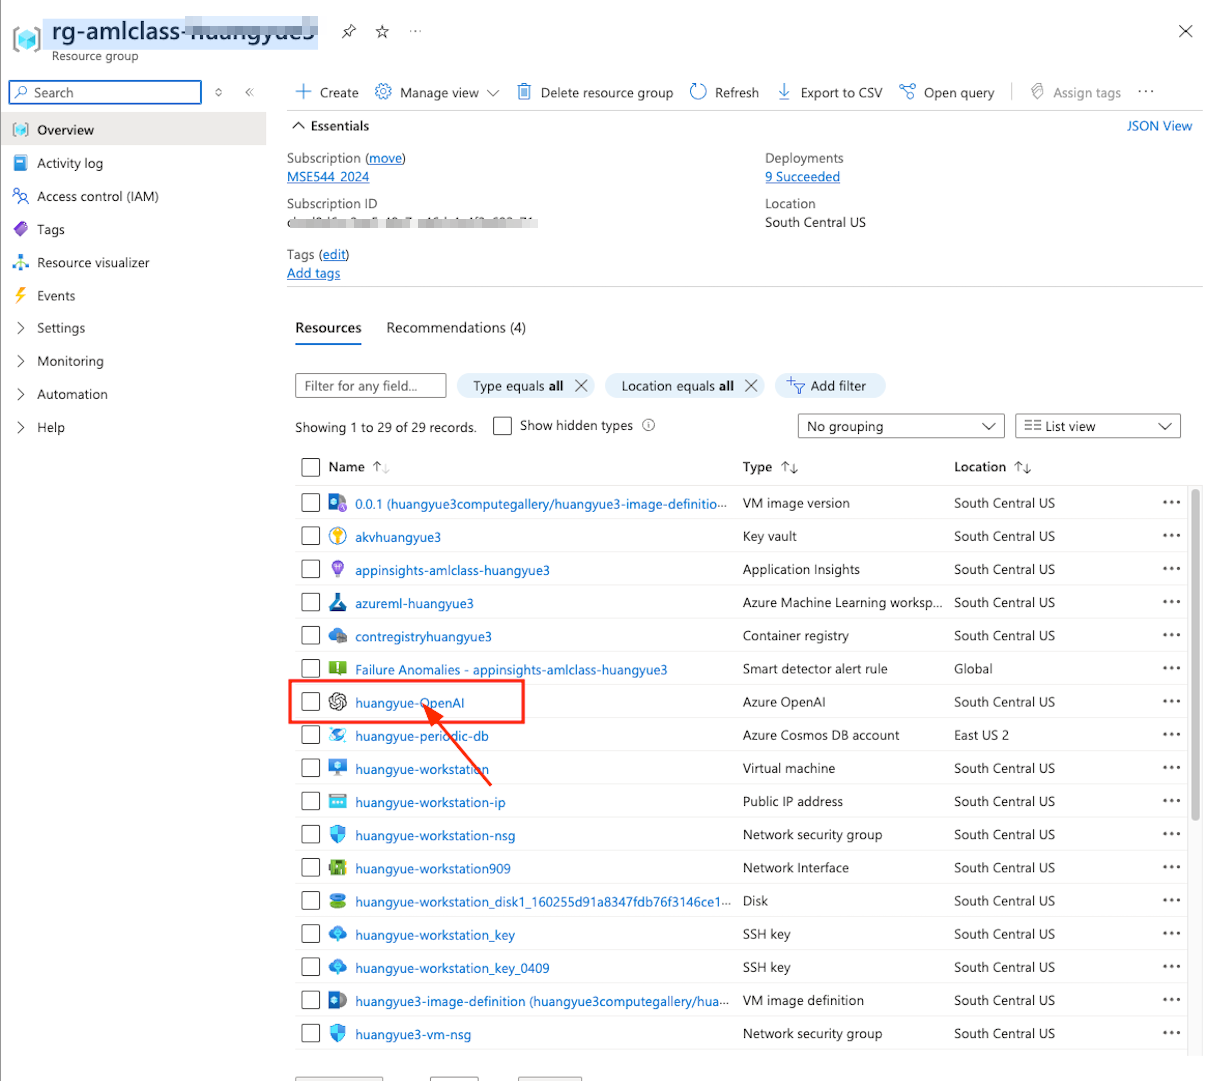 rg-amlclass-huangyue3
Resource group
Search
Create Manage view Delete resource group Refresh Export to CSV Open query Assign tags
Overview
Activity log
Access control (IAM)
Tags
Resource visualizer
Events
Settings
Monitoring
Automation
Help
Essentials JSON View
Subscription (move)
MSE544_2024
Subscription ID
Tags (edit)
Add tags
Deployments
9 Succeeded
Location
South Central US
Resources Recommendations (4)
Filter for any field... Type equals all Location equals all Add filter
Showing 1 to 29 of 29 records. Show hidden types No grouping List view
Name Type Location
0.0.1 (huangyue3computegallery/huangyue3-image-definitio... VM image version South Central US
akvhuangyue3 Key vault South Central US
appinsights-amlclass-huangyue3 Application Insights South Central US
azureml-huangyue3 Azure Machine Learning worksp... South Central US
contregistryhuangyue3 Container registry South Central US
Failure Anomalies - appinsights-amlclass-huangyue3 Smart detector alert rule Global
huangyue-OpenAI Azure OpenAI South Central US
huangyue-periodic-db Azure Cosmos DB account East US 2
huangyue-workstation Virtual machine South Central US
huangyue-workstation-ip Public IP address South Central US
huangyue-workstation-nsg Network security group South Central US
huangyue-workstation909 Network Interface South Central US
huangyue-workstation_disk1_160255d91a8347fdb76f3146ce1... Disk South Central US
huangyue-workstation_key SSH key South Central US
huangyue-workstation_key_0409 SSH key South Central US
huangyue3-image-definition (huangyue3computegallery/hua... VM image definition South Central US
huangyue3-vm-nsg Network security group South Central US